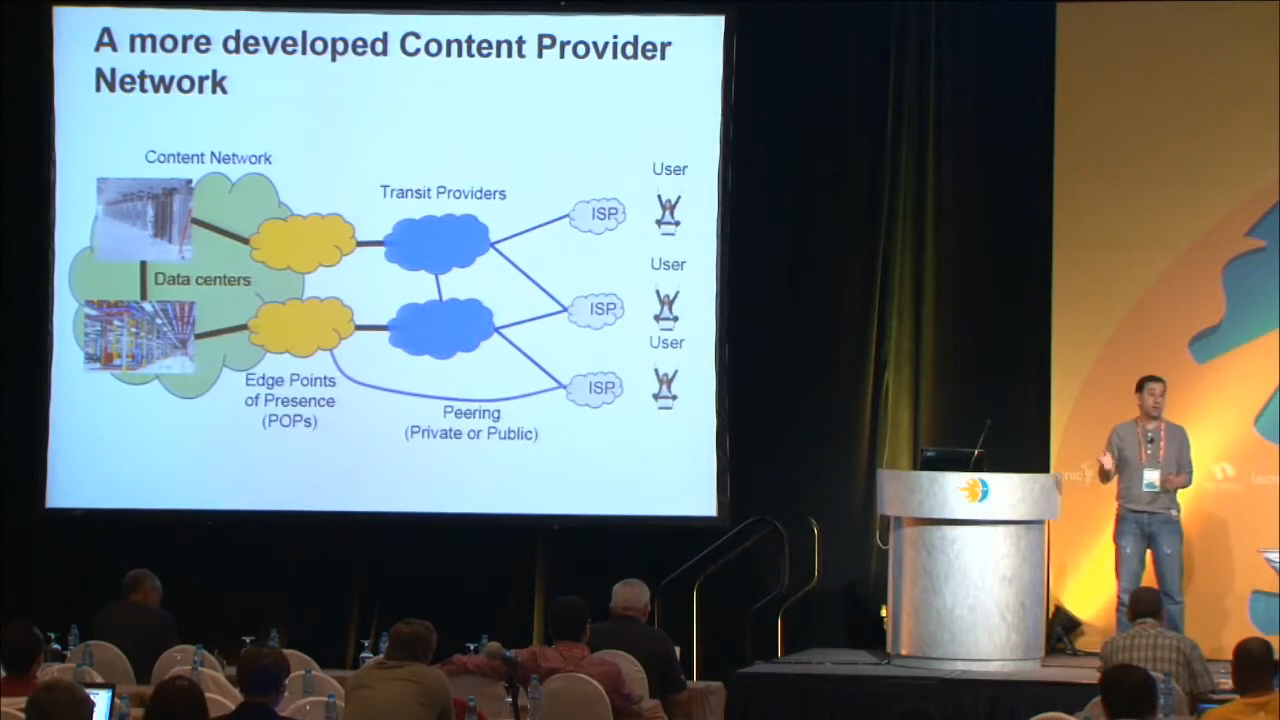 A more developed Content Provider
Network
Content Network
Transit Providers
User
ISP
Data centers
User
ISP
User
ISP
Edge Points
of Presence
(POPs)
Peering
(Private or Public)